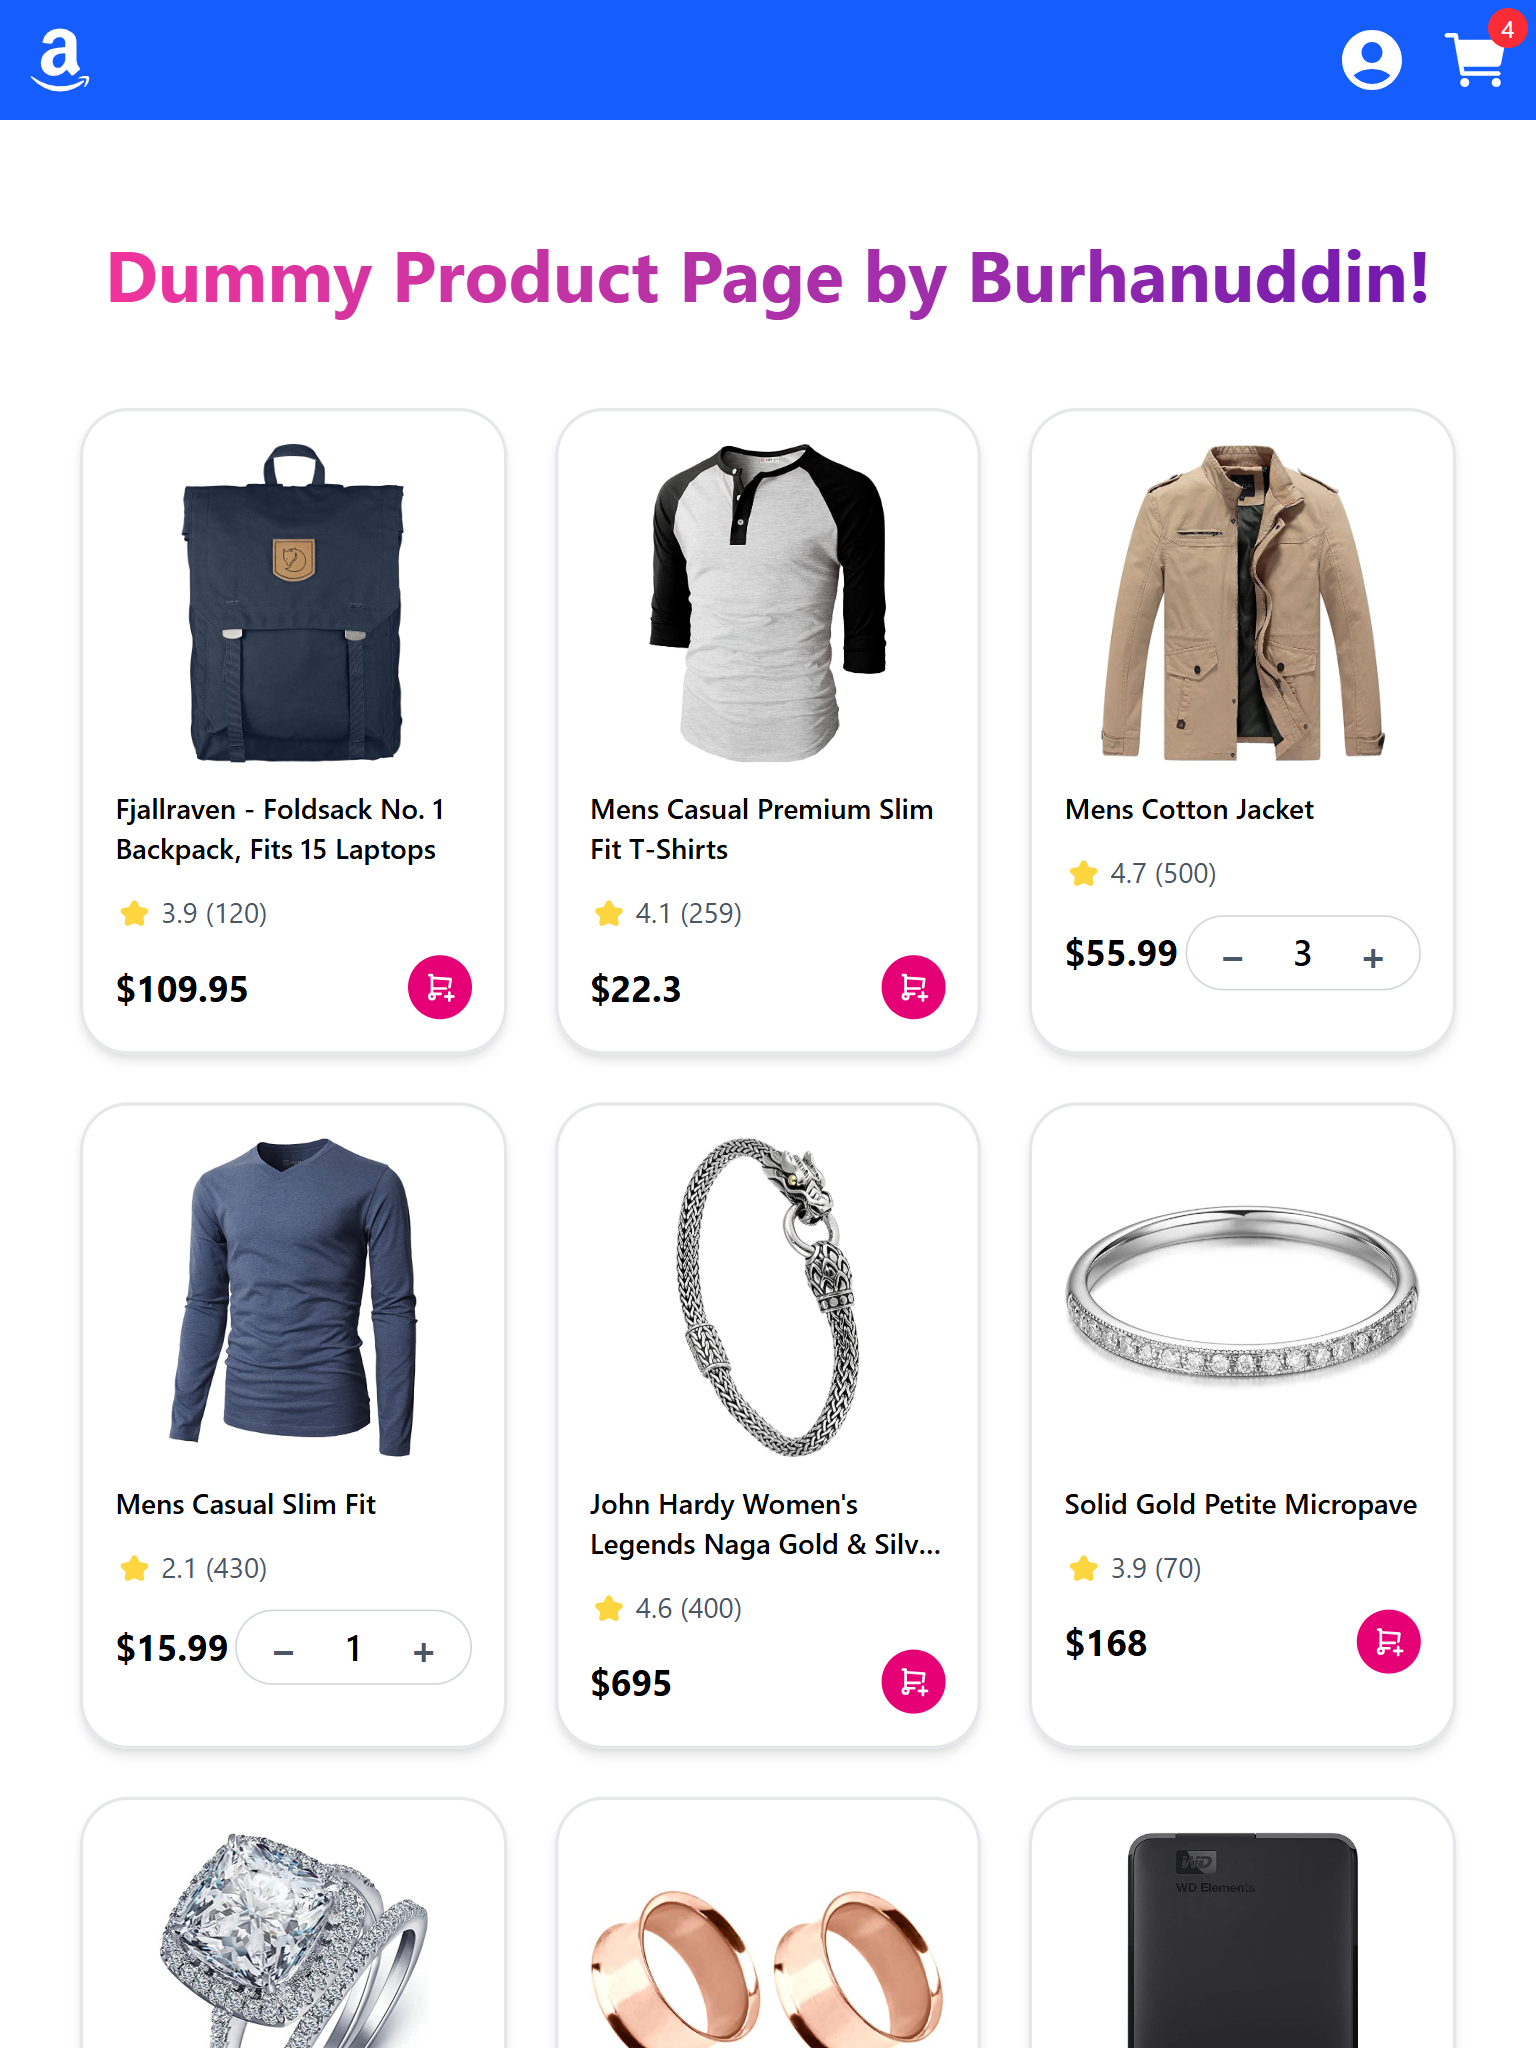 a
4
Dummy Product Page by Burhanuddin!
Fjallraven - Foldsack No. 1
Backpack, Fits 15 Laptops
3.9 (120)
$109.95
Mens Casual Premium Slim
Fit T-Shirts
4.1 (259)
$22.3
Mens Cotton Jacket
4.7 (500)
$55.99
– 3 +
Mens Casual Slim Fit
2.1 (430)
$15.99
– 1 +
John Hardy Women's
Legends Naga Gold & Silv...
4.6 (400)
$695
Solid Gold Petite Micropave
3.9 (70)
$168
WD
WD Elements